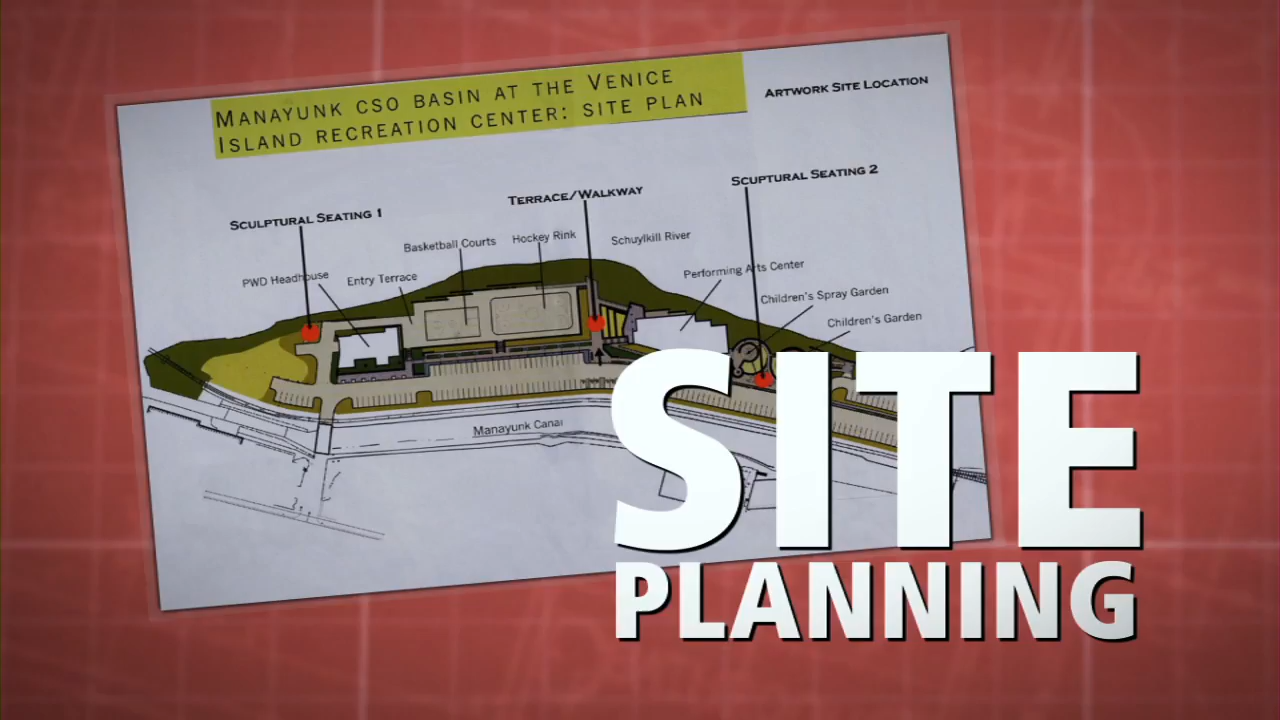 MANAYUNK CSO BASIN AT THE VENICE
ISLAND RECREATION CENTER: SITE PLAN
ARTWORK SITE LOCATION
SCULPTURAL SEATING 1
TERRACE/WALKWAY
SCUPTURAL SEATING 2
PWD Headhouse
Entry Terrace
Basketball Courts
Hockey Rink
Schuylkill River
Performing Arts Center
Children's Spray Garden
Children's Garden
Manayunk Canal
SITE
PLANNING